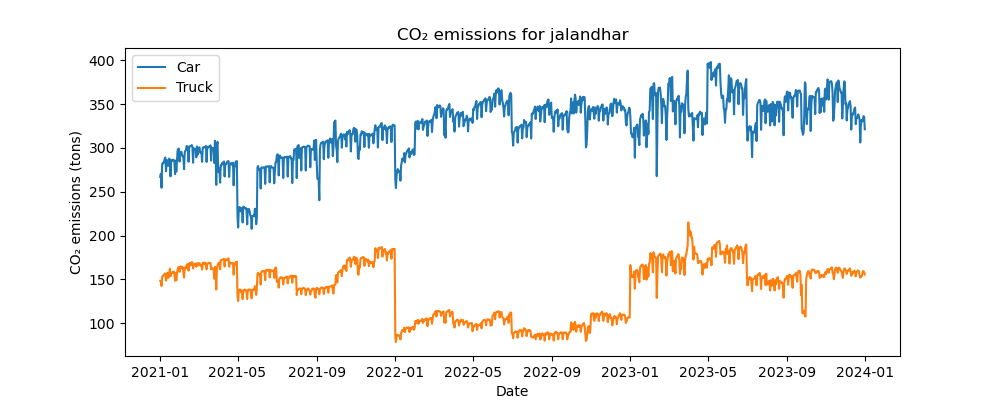 CO₂ emissions for jalandhar
Car
Truck
CO₂ emissions (tons)
400
350
300
250
200
150
100
2021-01 2021-05 2021-09 2022-01 2022-05 2022-09 2023-01 2023-05 2023-09 2024-01
Date